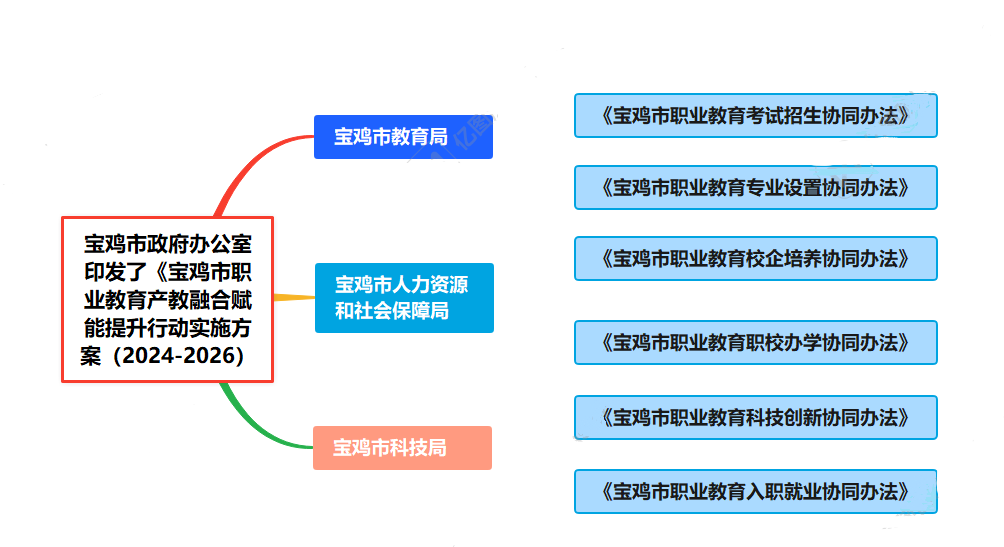 宝鸡市政府办公室
印发了《宝鸡市职
业教育产教融合赋
能提升行动实施方
案（2024-2026）
宝鸡市教育局
亿图
宝鸡市人力资源
和社会保障局
宝鸡市科技局
《宝鸡市职业教育考试招生协同办法》
《宝鸡市职业教育专业设置协同办法》
《宝鸡市职业教育校企培养协同办法》
《宝鸡市职业教育职校办学协同办法》
《宝鸡市职业教育科技创新协同办法》
《宝鸡市职业教育入职就业协同办法》